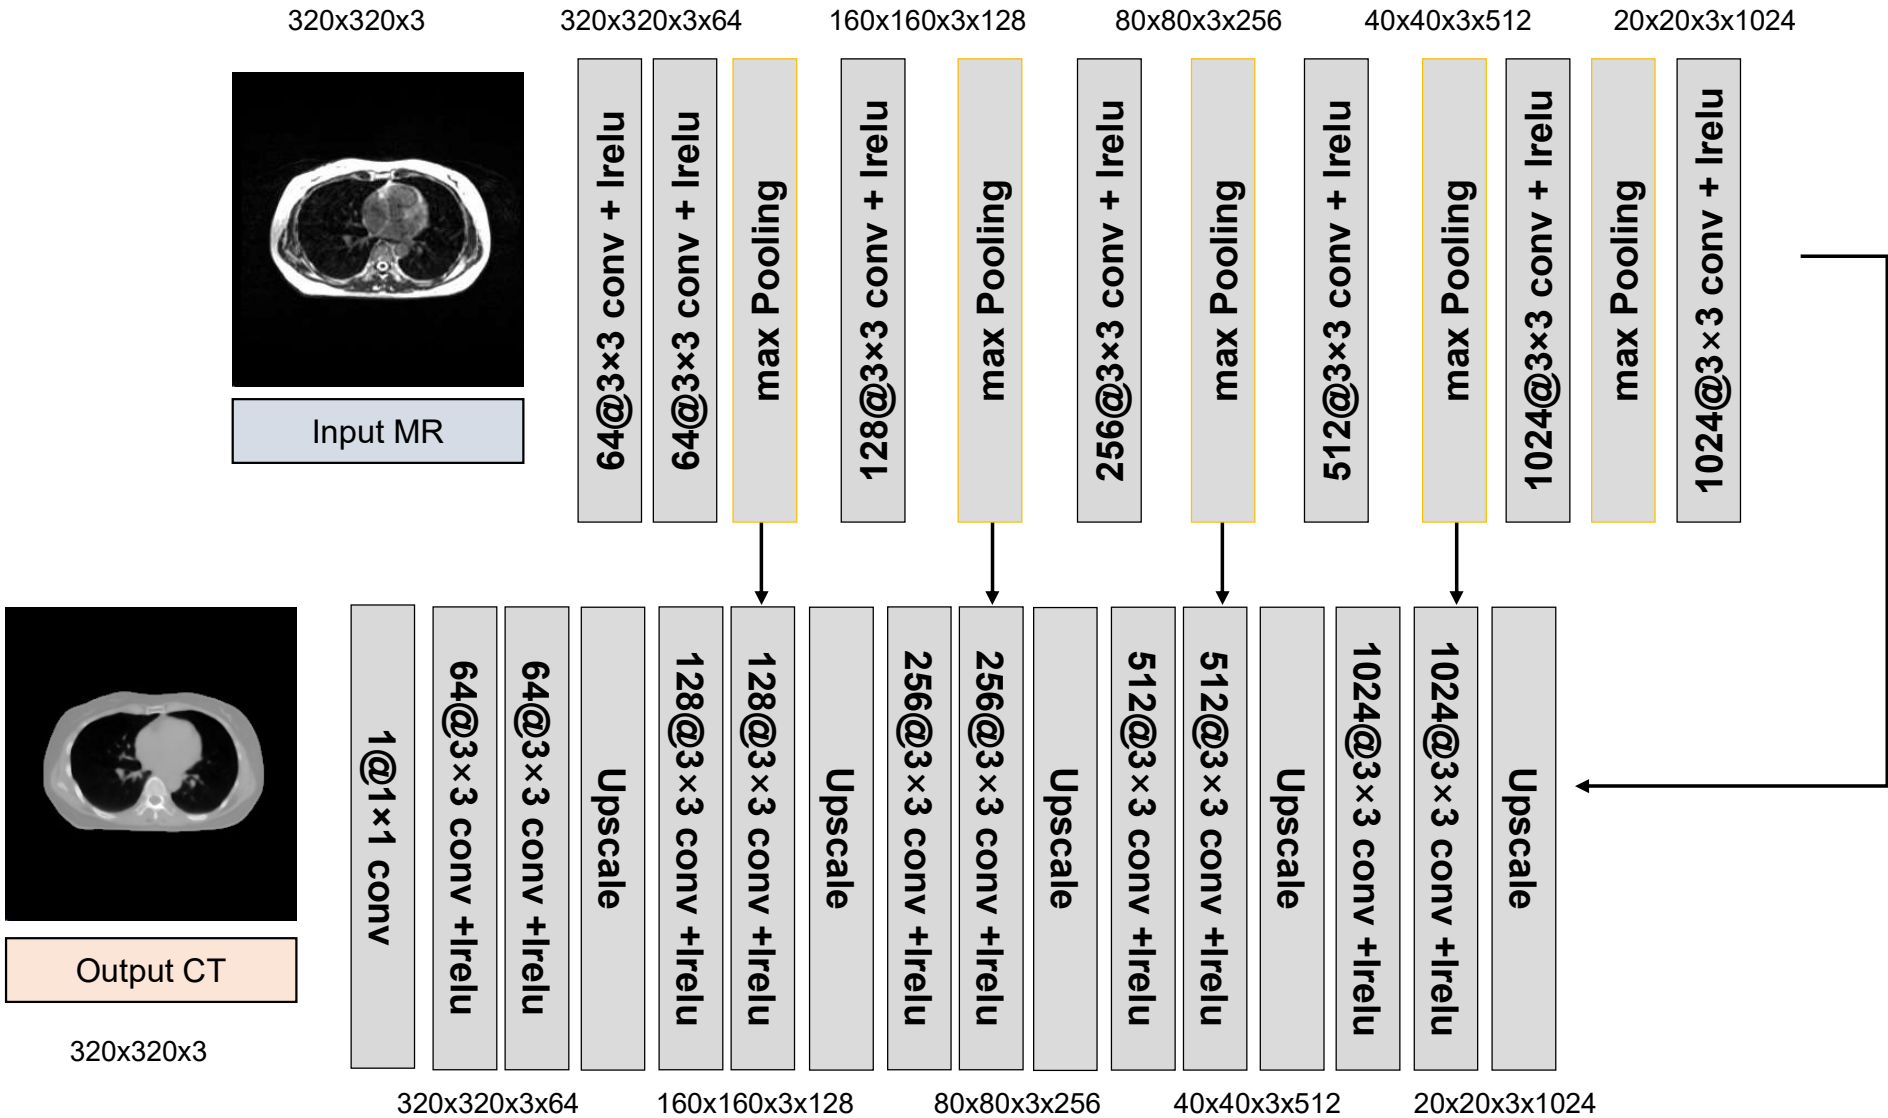 320x320x3
320x320x3x64
160x160x3x128
80x80x3x256
40x40x3x512
20x20x3x1024
64@3×3 conv + lrelu
64@3×3 conv + lrelu
max Pooling
128@3×3 conv + lrelu
max Pooling
256@3×3 conv + lrelu
max Pooling
512@3×3 conv + lrelu
max Pooling
1024@3×3 conv + lrelu
max Pooling
1024@3×3 conv + lrelu
Input MR
1@1×1 conv
64@3×3 conv +lrelu
64@3×3 conv +lrelu
Upscale
128@3×3 conv +lrelu
128@3×3 conv +lrelu
Upscale
256@3×3 conv +lrelu
256@3×3 conv +lrelu
Upscale
512@3×3 conv +lrelu
512@3×3 conv +lrelu
Upscale
1024@3×3 conv +lrelu
1024@3×3 conv +lrelu
Upscale
Output CT
320x320x3
320x320x3x64
160x160x3x128
80x80x3x256
40x40x3x512
20x20x3x1024